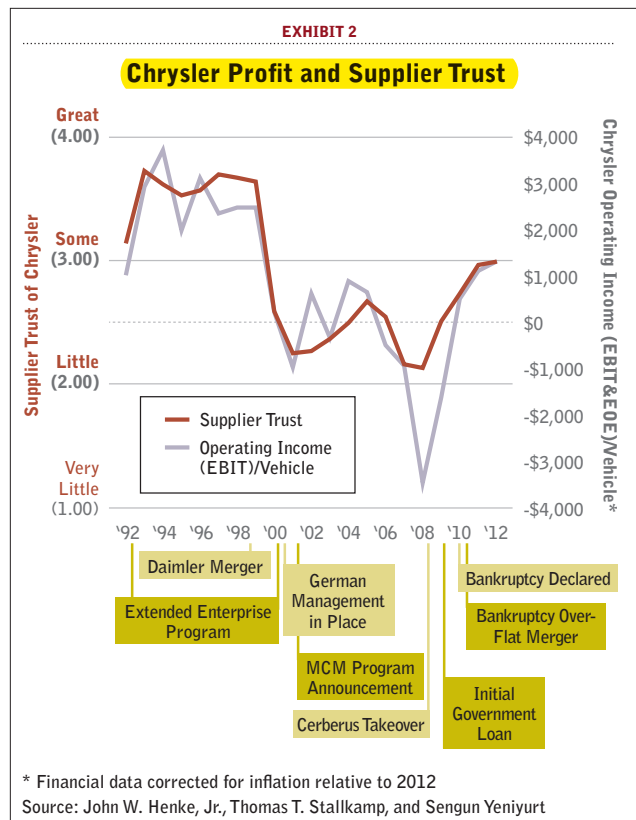 EXHIBIT 2
Chrysler Profit and Supplier Trust
Great
(4.00)
Some
(3.00)
Little
(2.00)
Very
Little
(1.00)
Supplier Trust of Chrysler
$4,000
$3,000
$2,000
$1,000
$0
-$1,000
-$2,000
-$3,000
-$4,000
Chrysler Operating Income (EBIT&EOE)/Vehicle*
Supplier Trust
Operating Income
(EBIT)/Vehicle
'92 '94 '96 '98 '00 '02 '04 '06 '08 '10 '12
Daimler Merger
Extended Enterprise
Program
German
Management
in Place
MCM Program
Announcement
Cerberus Takeover
Bankruptcy Declared
Bankruptcy Over-
Flat Merger
Initial
Government
Loan
* Financial data corrected for inflation relative to 2012
Source: John W. Henke, Jr., Thomas T. Stallkamp, and Sengun Yeniyurt